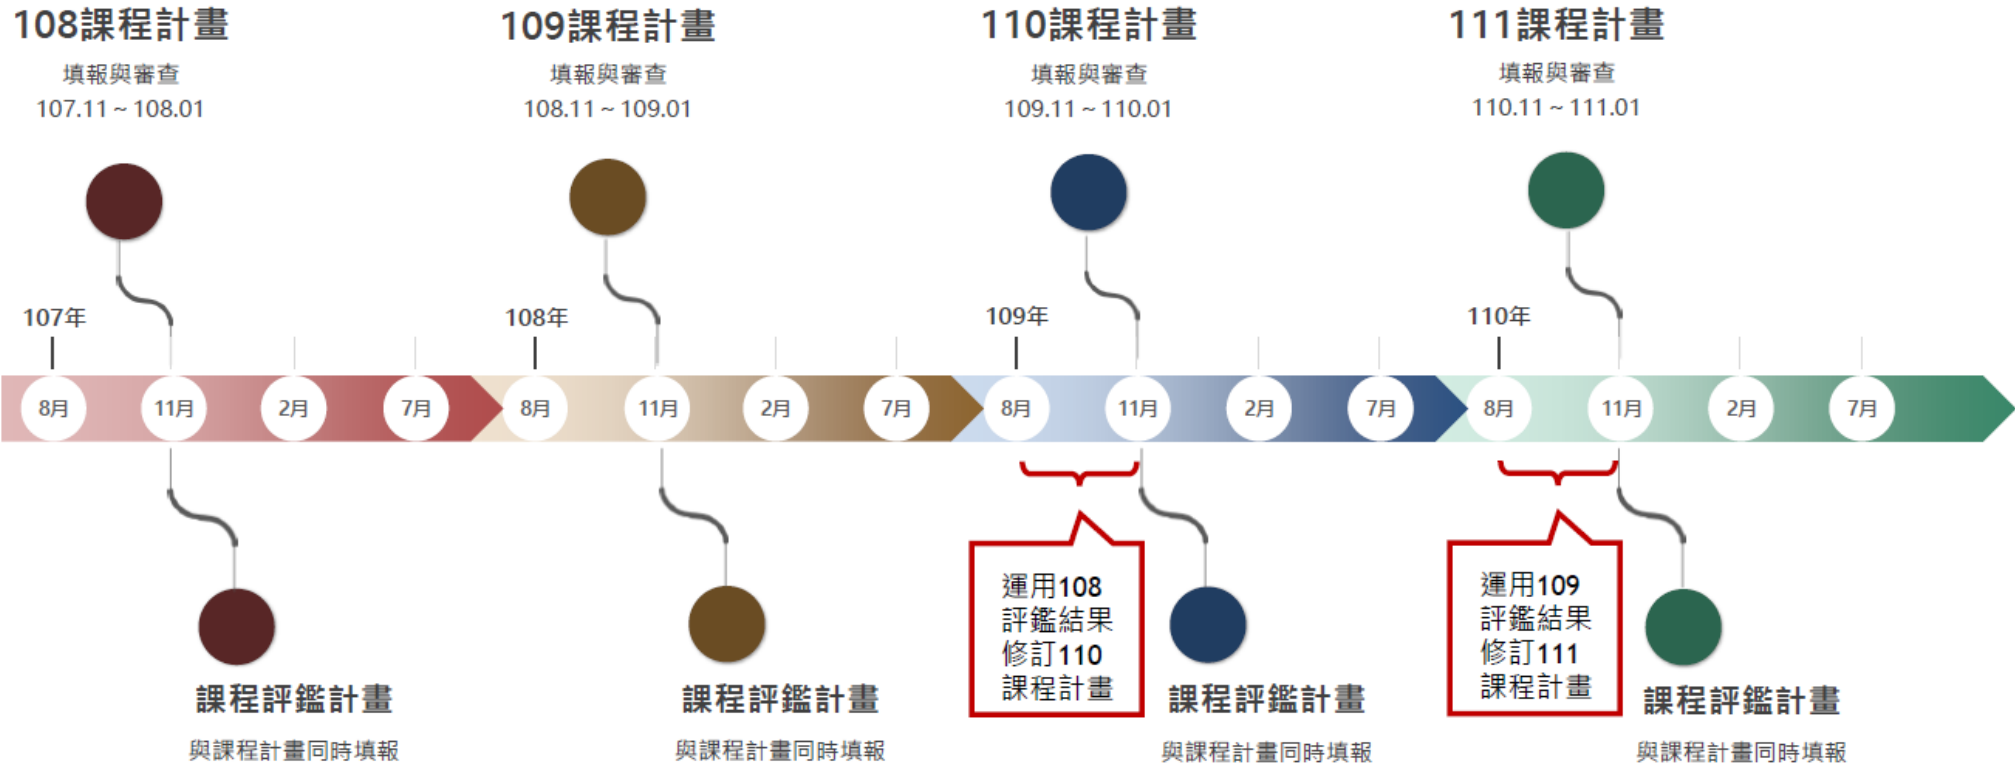 108課程計畫
填報與審查
107.11 ~ 108.01
109課程計畫
填報與審查
108.11 ~ 109.01
110課程計畫
填報與審查
109.11 ~ 110.01
111課程計畫
填報與審查
110.11 ~ 111.01
107年
108年
109年
110年
8月
11月
2月
7月
8月
11月
2月
7月
8月
11月
2月
7月
8月
11月
2月
7月
課程評鑑計畫
與課程計畫同時填報
課程評鑑計畫
與課程計畫同時填報
運用108
評鑑結果
修訂110
課程計畫
課程評鑑計畫
與課程計畫同時填報
運用109
評鑑結果
修訂111
課程計畫
課程評鑑計畫
與課程計畫同時填報